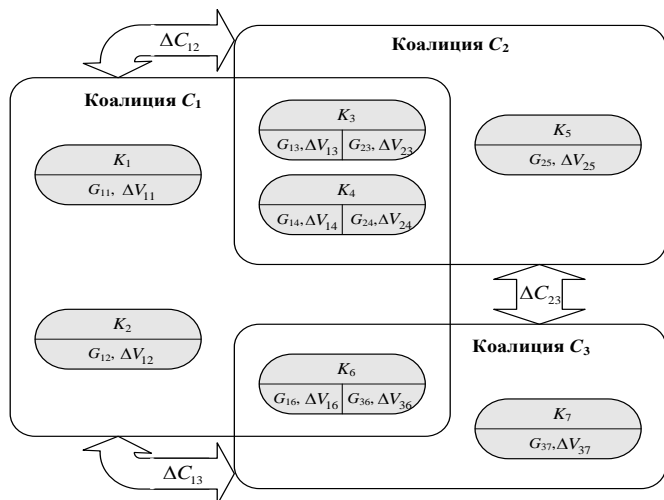 ΔC₁₂
Коалиция C₂
Коалиция C₁
K₃
G₁₃, ΔV₁₃ G₂₃, ΔV₂₃
K₅
G₂₅, ΔV₂₅
K₁
G₁₁, ΔV₁₁
K₄
G₁₄, ΔV₁₄ G₂₄, ΔV₂₄
ΔC₂₃
K₂
G₁₂, ΔV₁₂
Коалиция C₃
K₆
G₁₆, ΔV₁₆ G₃₆, ΔV₃₆
K₇
G₃₇, ΔV₃₇
ΔC₁₃